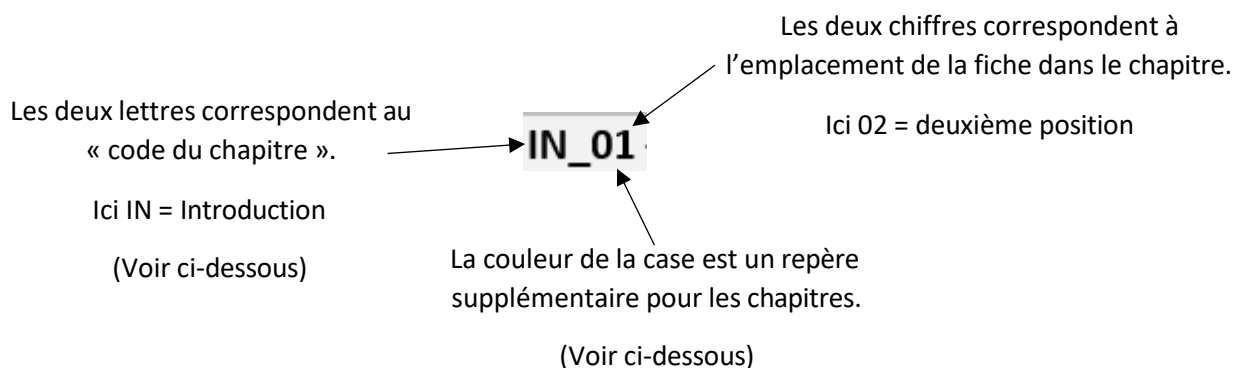 Les deux chiffres correspondent à
l’emplacement de la fiche dans le chapitre.
Ici 02 = deuxième position
Les deux lettres correspondent au
« code du chapitre ».
Ici IN = Introduction
(Voir ci-dessous)
IN_01
La couleur de la case est un repère
supplémentaire pour les chapitres.
(Voir ci-dessous)